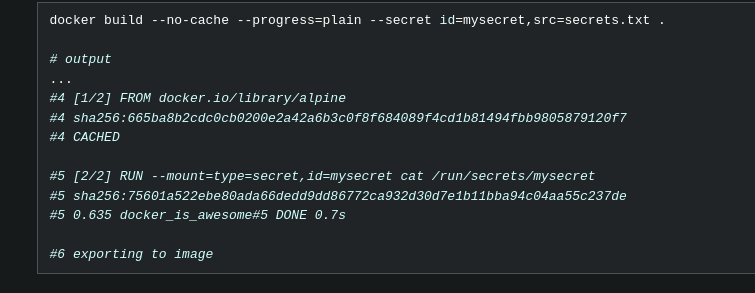 docker build --no-cache --progress=plain --secret id=mysecret,src=secrets.txt .
# output
...
#4 [1/2] FROM docker.io/library/alpine
#4 sha256:665ba8b2cdc0cb0200e2a42a6b3c0f8f684089f4cd1b81494fbb9805879120f7
#4 CACHED
#5 [2/2] RUN --mount=type=secret,id=mysecret cat /run/secrets/mysecret
#5 sha256:75601a522ebe80ada66dedd9dd86772ca932d30d7e1b11bba94c04aa55c237de
#5 0.635 docker_is_awesome#5 DONE 0.7s
#6 exporting to image